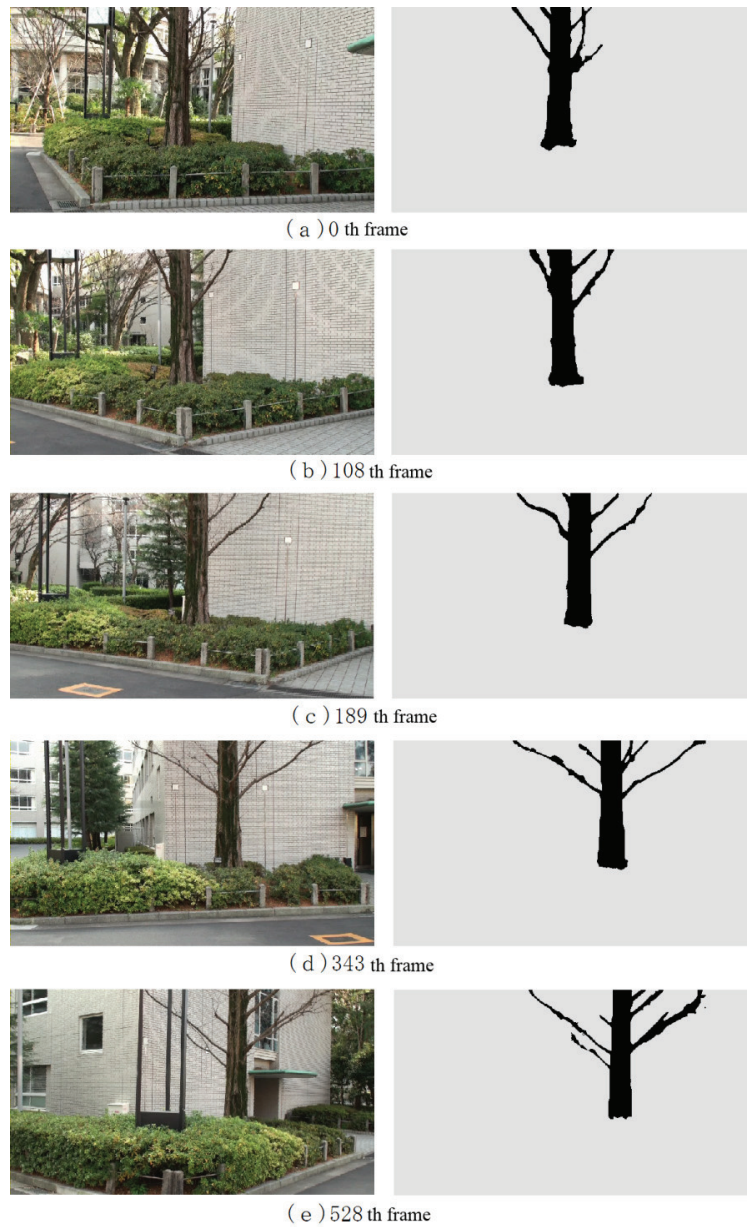 (a) 0 th frame
(b) 108 th frame
(c) 189 th frame
(d) 343 th frame
(e) 528 th frame